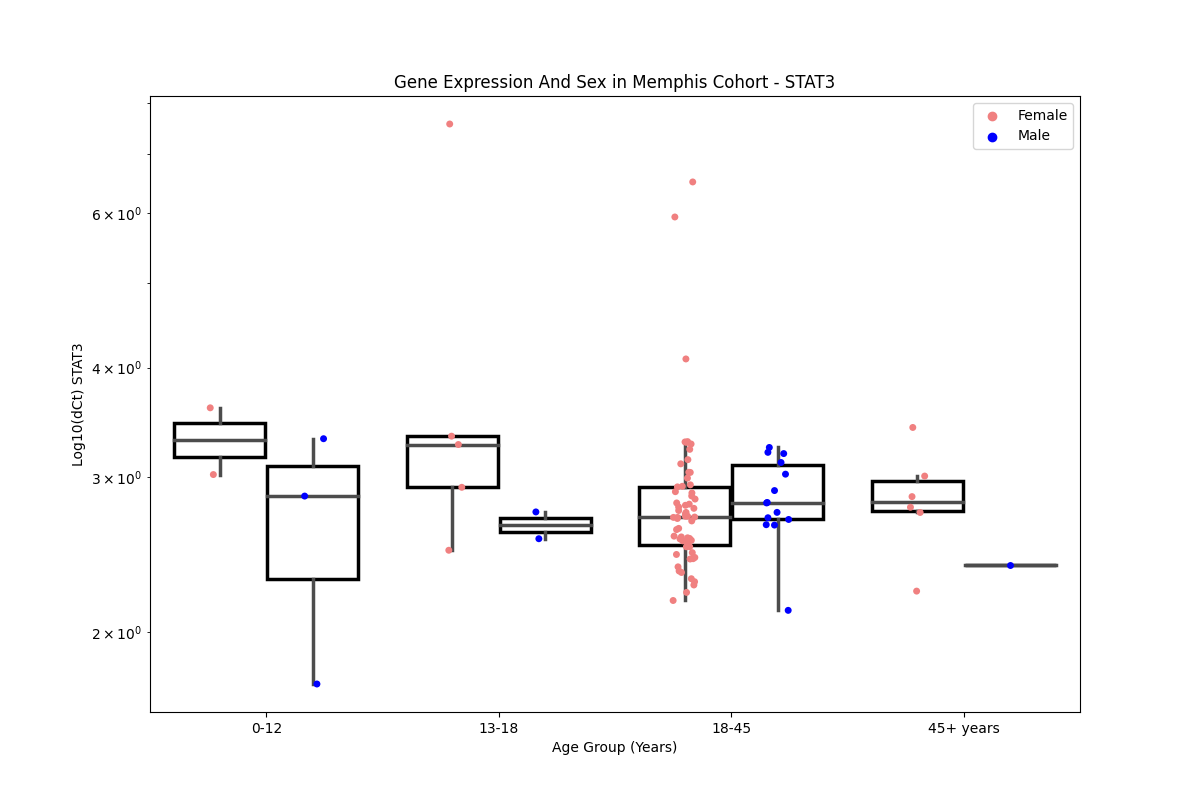 Gene Expression And Sex in Memphis Cohort - STAT3
Female
Male
Log10(dCt) STAT3
6 × 10⁰
4 × 10⁰
3 × 10⁰
2 × 10⁰
0-12
13-18
18-45
45+ years
Age Group (Years)